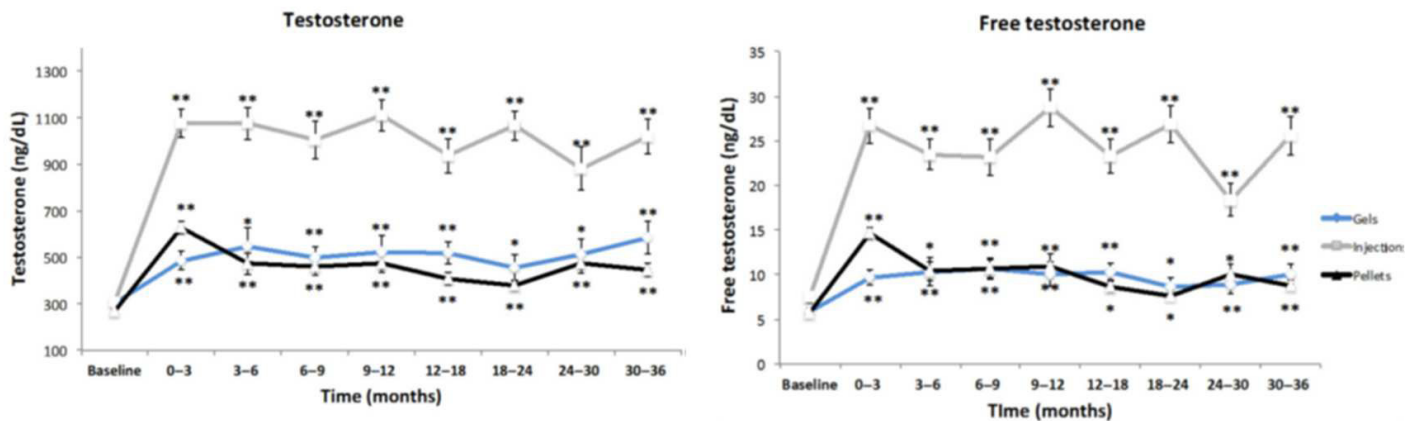 Testosterone
Testosterone (ng/dL)
1300
1100
900
700
500
300
100
** ** ** ** ** ** ** **
** * ** ** ** * * **
** ** ** ** ** ** ** **
Baseline 0–3 3–6 6–9 9–12 12–18 18–24 24–30 30–36
Time (months)
Free testosterone
Free testosterone (ng/dL)
35
30
25
20
15
10
5
0
** ** ** ** ** ** ** **
** * ** ** ** * * **
** ** ** ** * * ** **
Baseline 0–3 3–6 6–9 9–12 12–18 18–24 24–30 30–36
TIme (months)
Gels
Injections
Pellets